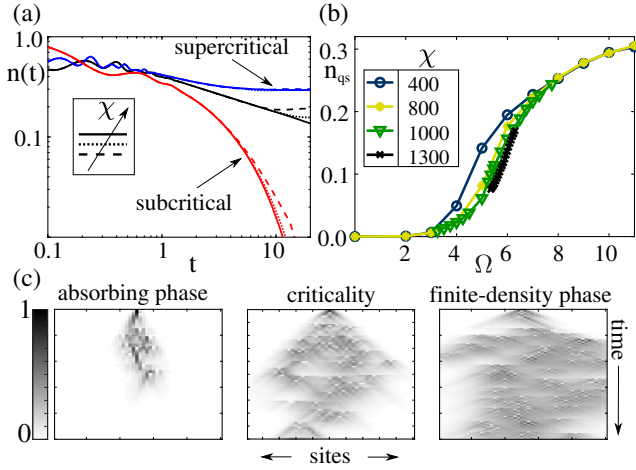 (a)
1.0
n(t)
0.1
supercritical
χ
subcritical
0.1
1.0
10
t
(b)
0.3
n_qs
0.2
0.1
0.0
χ
400
800
1000
1300
0
2
4
6
8
10
Ω
(c)
absorbing phase
criticality
finite-density phase
1
0
time
sites